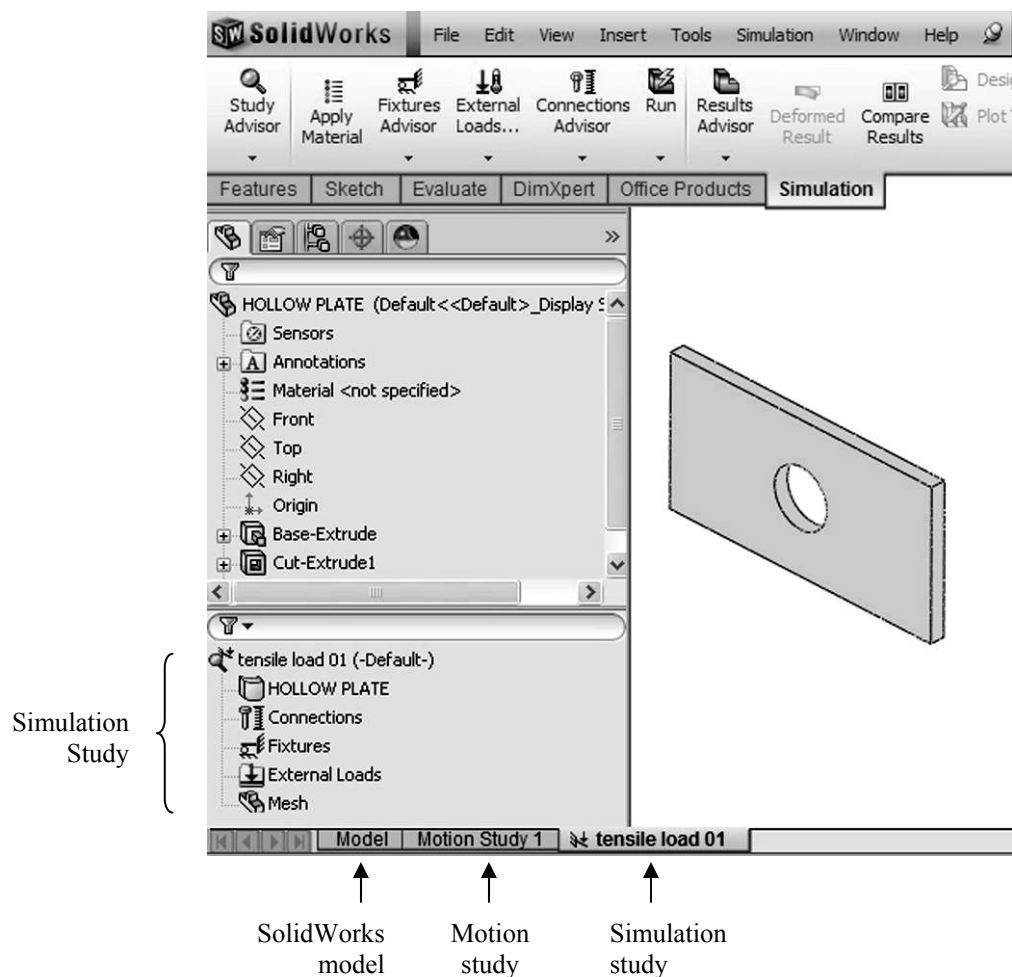 SolidWorks File Edit View Insert Tools Simulation Window Help
Study Advisor
Apply Material
Fixtures Advisor
External Loads...
Connections Advisor
Run
Results Advisor
Deformed Result
Compare Results
Desig
Plot
Features Sketch Evaluate DimXpert Office Products Simulation
HOLLOW PLATE (Default<<Default>_Display S
Sensors
Annotations
Material <not specified>
Front
Top
Right
Origin
Base-Extrude
Cut-Extrude1
tensile load 01 (-Default-)
HOLLOW PLATE
Connections
Fixtures
External Loads
Mesh
Simulation
Study
Model Motion Study 1 tensile load 01
SolidWorks
model
Motion
study
Simulation
study